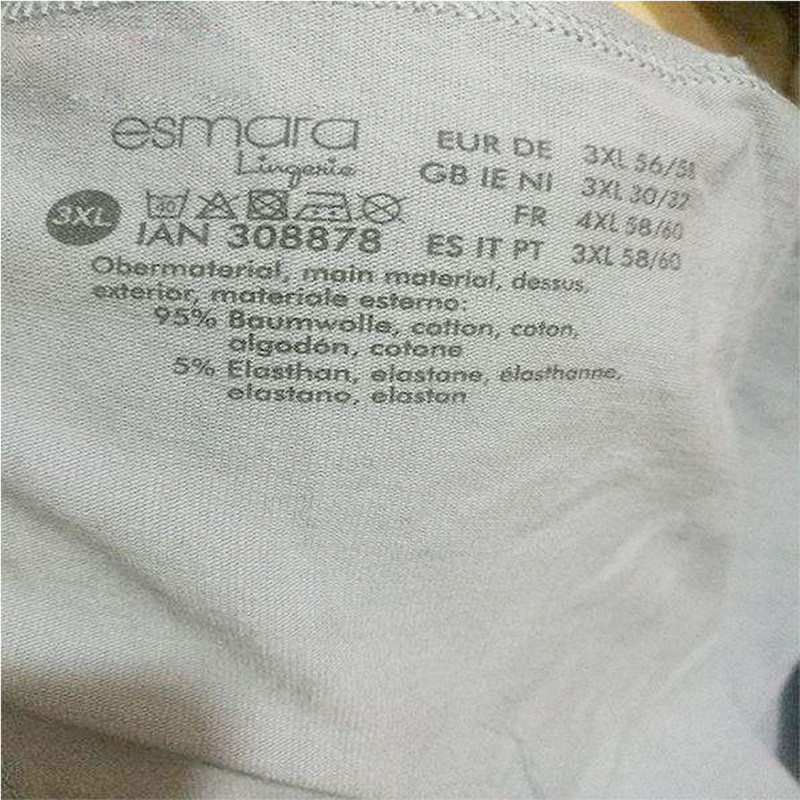 esmara
Lingerie
3XL
IAN 308878
EUR DE 3XL 56/58
GB IE NI 3XL 30/32
FR 4XL 58/60
ES IT PT 3XL 58/60
Obermaterial, main material, dessus,
exterior, materiale esterno:
95% Baumwolle, cotton, coton,
algodón, cotone
5% Elasthan, elastane, élasthanne,
elastano, elastan